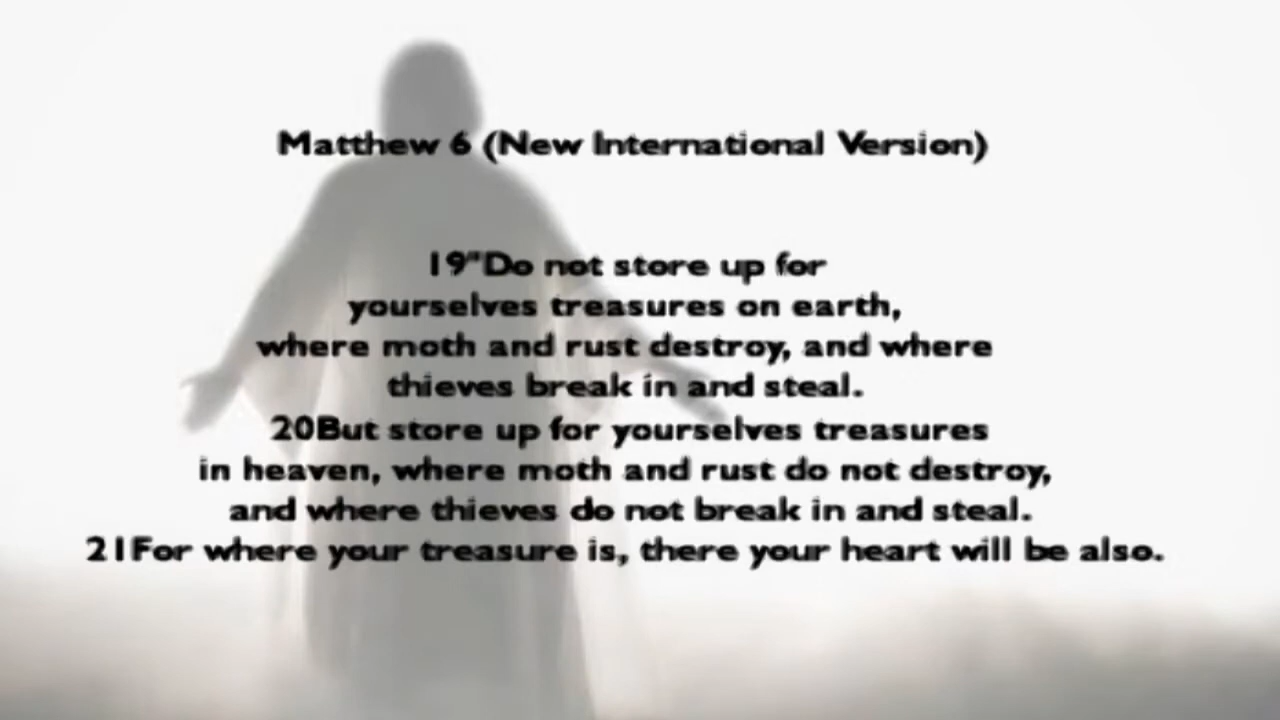 Matthew 6 (New International Version)
19"Do not store up for
yourselves treasures on earth,
where moth and rust destroy, and where
thieves break in and steal.
20But store up for yourselves treasures
in heaven, where moth and rust do not destroy,
and where thieves do not break in and steal.
21For where your treasure is, there your heart will be also.